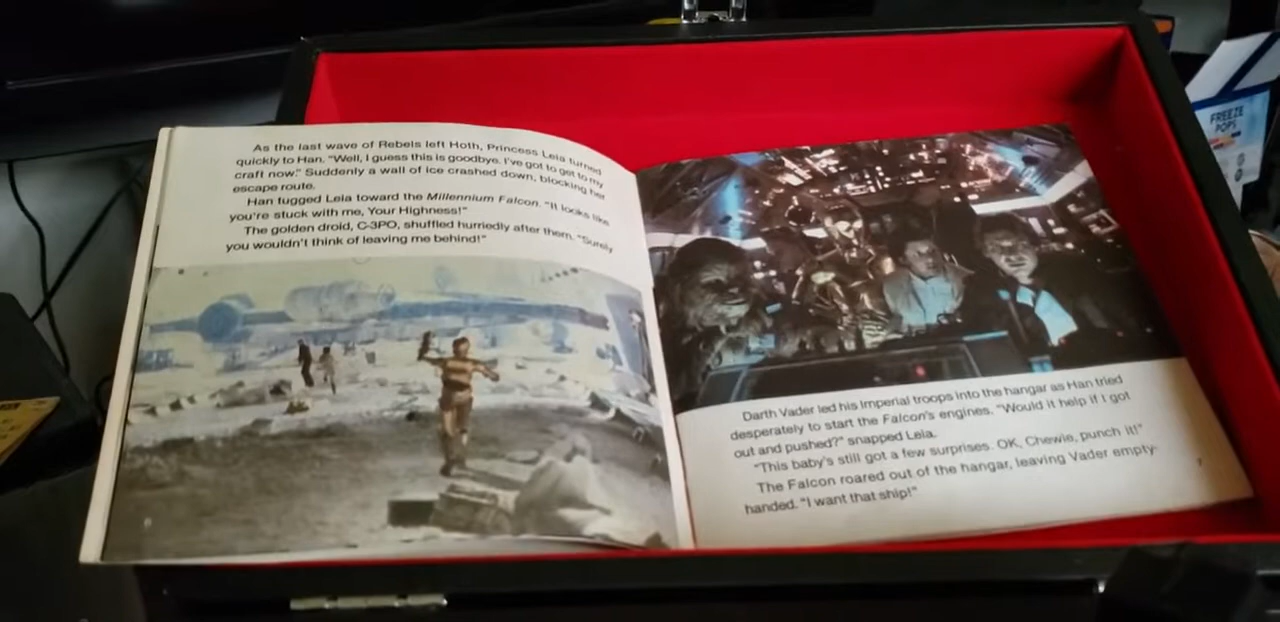 As the last wave of Rebels left Hoth, Princess Leia turned
quickly to Han. "Well, I guess this is goodbye. I've got to get to my
craft now." Suddenly a wall of ice crashed down, blocking her
escape route.
Han tugged Leia toward the Millennium Falcon. "It looks like
you're stuck with me, Your Highness!"
The golden droid, C-3PO, shuffled hurriedly after them. "Surely
you wouldn't think of leaving me behind!"
Darth Vader led his Imperial troops into the hangar as Han tried
desperately to start the Falcon's engines. "Would it help if I got
out and pushed?" snapped Leia.
"This baby's still got a few surprises. OK, Chewie, punch it!"
The Falcon roared out of the hangar, leaving Vader empty-
handed. "I want that ship!"
FREEZE
POPS